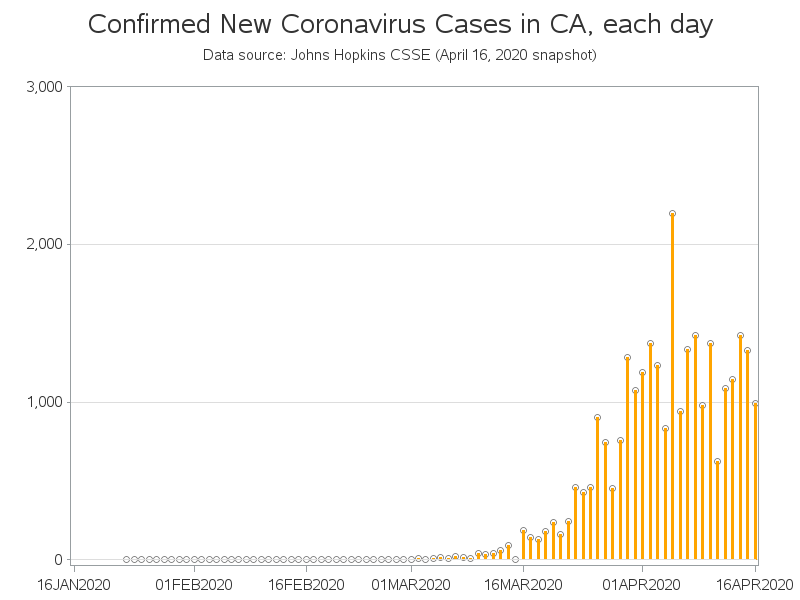 Confirmed New Coronavirus Cases in CA, each day
Data source: Johns Hopkins CSSE (April 16, 2020 snapshot)
3,000
2,000
1,000
0
16JAN2020 01FEB2020 16FEB2020 01MAR2020 16MAR2020 01APR2020 16APR2020